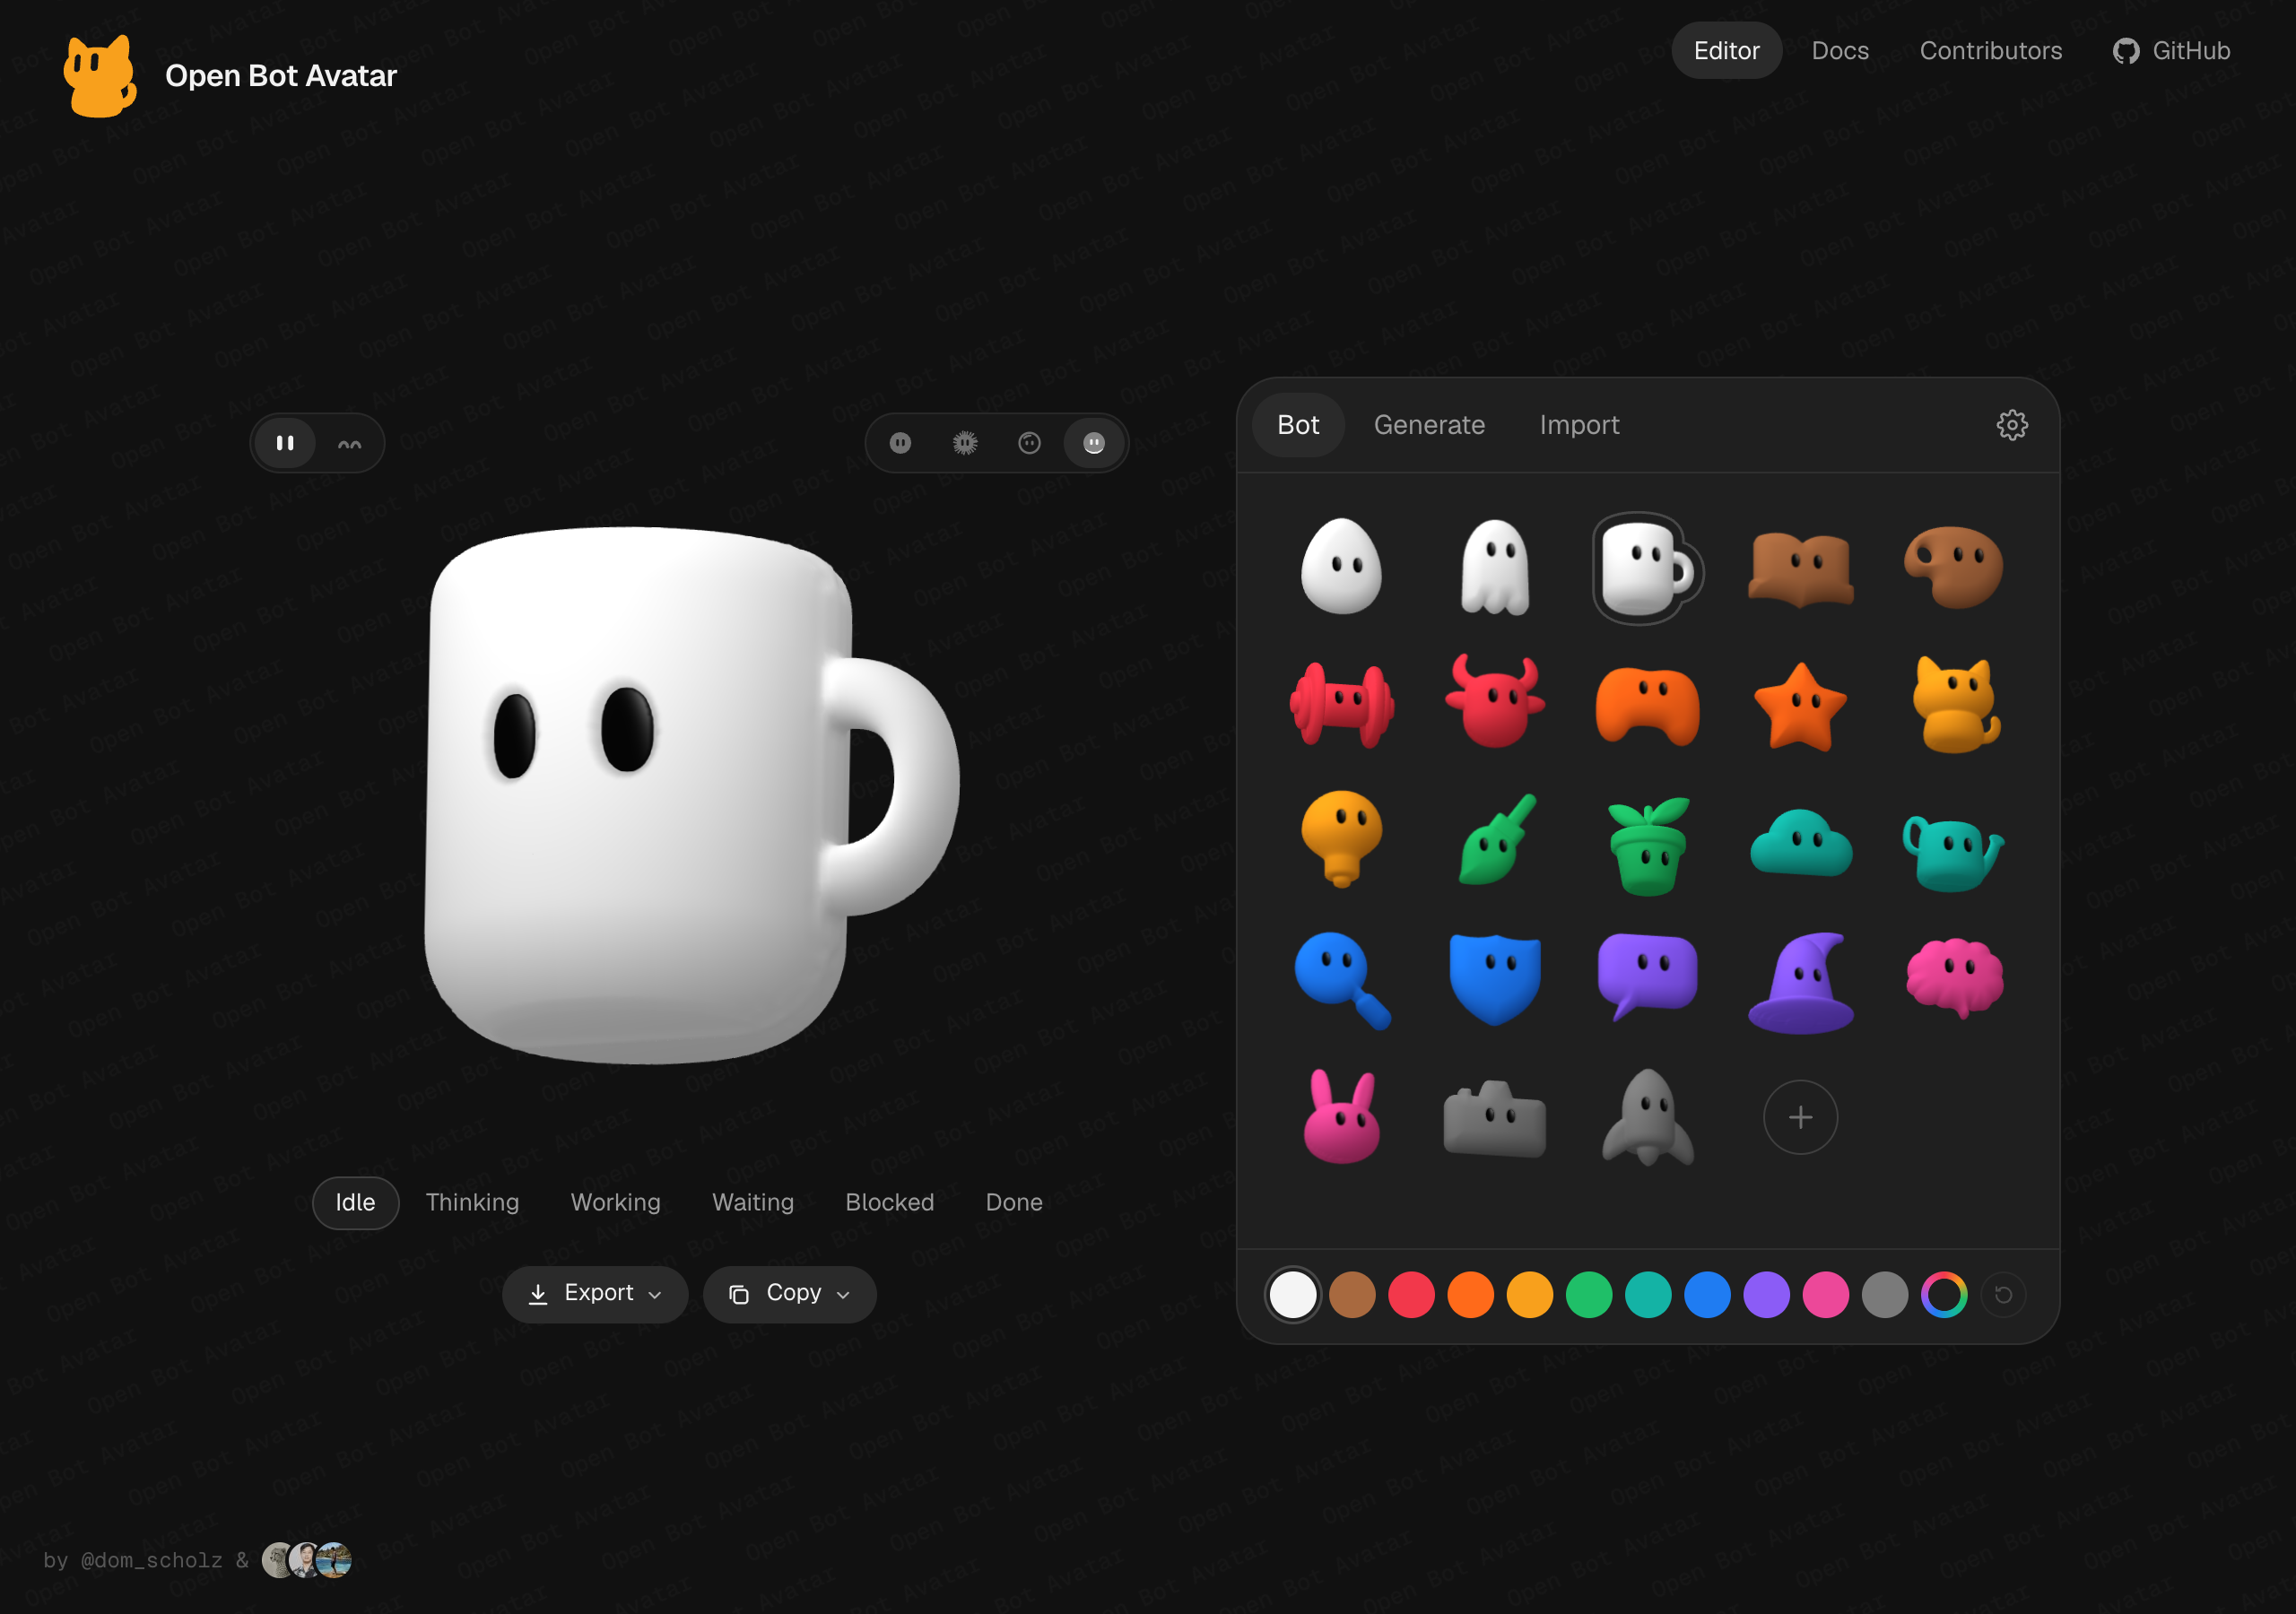 Open Bot Avatar
Editor
Docs
Contributors
GitHub
Bot
Generate
Import
Idle
Thinking
Working
Waiting
Blocked
Done
Export
Copy
by @dom_scholz &